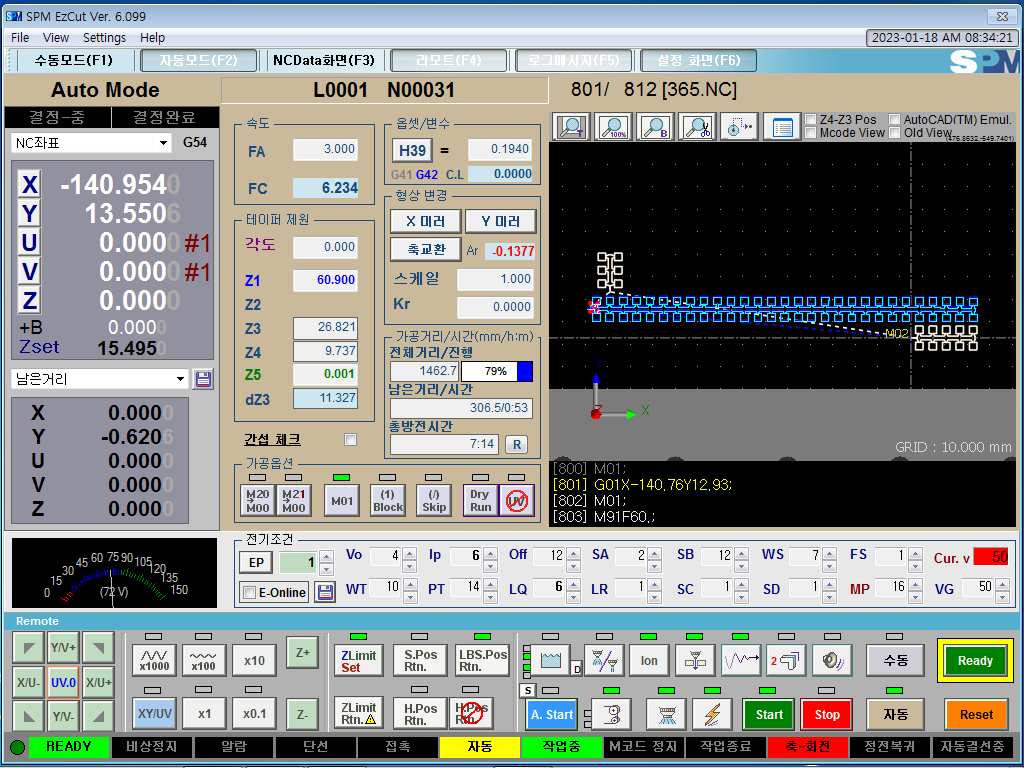 SPM EzCut Ver. 6.099
File View Settings Help
2023-01-18 AM 08:34:21
수동모드(F1) 자동모드(F2) NCData화면(F3) 리모트(F4) 로그메시지(F5) 설정 화면(F6) SPM
Auto Mode L0001 N00031 801/ 812 [365.NC]
결정-중 결정완료
NC좌표 G54
X -140.9540
Y 13.5506
U 0.0000 #1
V 0.0000 #1
Z 0.0000
+B 0.0000
Zset 15.4950
남은거리
X 0.0000
Y -0.6206
U 0.0000
V 0.0000
Z 0.0000
속도
FA 3.000
FC 6.234
테이퍼 제원
각도 0.000
Z1 60.900
Z2
Z3 26.821
Z4 9.737
Z5 0.001
dZ3 11.327
간섭 체크
가공옵션
M20 M00 M21 M00 M01 (1) Block (/) Skip Dry Run UV
옵셋/변수
H39 = 0.1940
G41 G42 C.L 0.0000
형상 변경
X 미러 Y 미러
축교환 Ar -0.1377
스케일 1.000
Kr 0.0000
가공거리/시간(mm/h:m)
전체거리/진행
1462.7 79%
남은거리/시간
306.5/0:53
총방전시간
7:14 R
T 100% B
Z4-Z3 Pos AutoCAD(TM) Emul.
Mcode View Old View
(476.8632,-549.7401)
M02
Y
Z X
GRID : 10.000 mm
[800] M01;
[801] G01X-140.76Y12.93;
[802] M01;
[803] M91F60.;
0 15 30 45 60 75 90 105 120 135 150
(72 V)
전기조건
EP 1
E-Online
Vo 4 Ip 6 Off 12 SA 2 SB 12 WS 7 FS 1 Cur. v 50
WT 10 PT 14 LQ 6 LR 1 SC 1 SD 1 MP 16 VG 50
Remote
Y/V+
X/U- UV.0 X/U+
Y/V-
x1000 x100 x10 Z+
XY/UV x1 x0.1 Z-
ZLimit Set S.Pos Rtn. LBS.Pos Rtn.
ZLimit Rtn. H.Pos Rtn. H.Pos Rtn.
D Ion 2 수동 Ready
S
A. Start Start Stop 자동 Reset
READY 비상정지 알람 단선 접촉 자동 작업중 M코드 정지 작업종료 축-회전 정전복귀 자동결선중